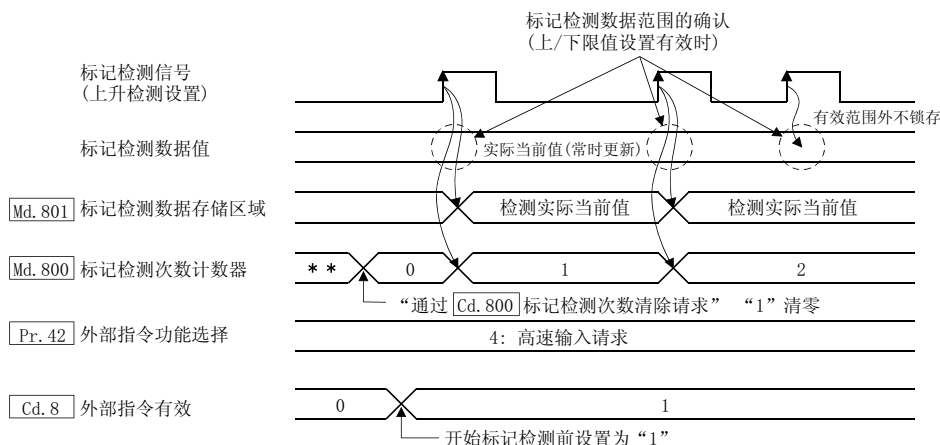 标记检测数据范围的确认
(上/下限值设置有效时)
标记检测信号
(上升检测设置)
有效范围外不锁存
标记检测数据值
实际当前值(常时更新)
Md.801 标记检测数据存储区域
检测实际当前值
检测实际当前值
Md.800 标记检测次数计数器
** 0 1 2
“通过 Cd.800 标记检测次数清除请求” “1”清零
Pr.42 外部指令功能选择
4: 高速输入请求
Cd.8 外部指令有效
0 1
开始标记检测前设置为“1”